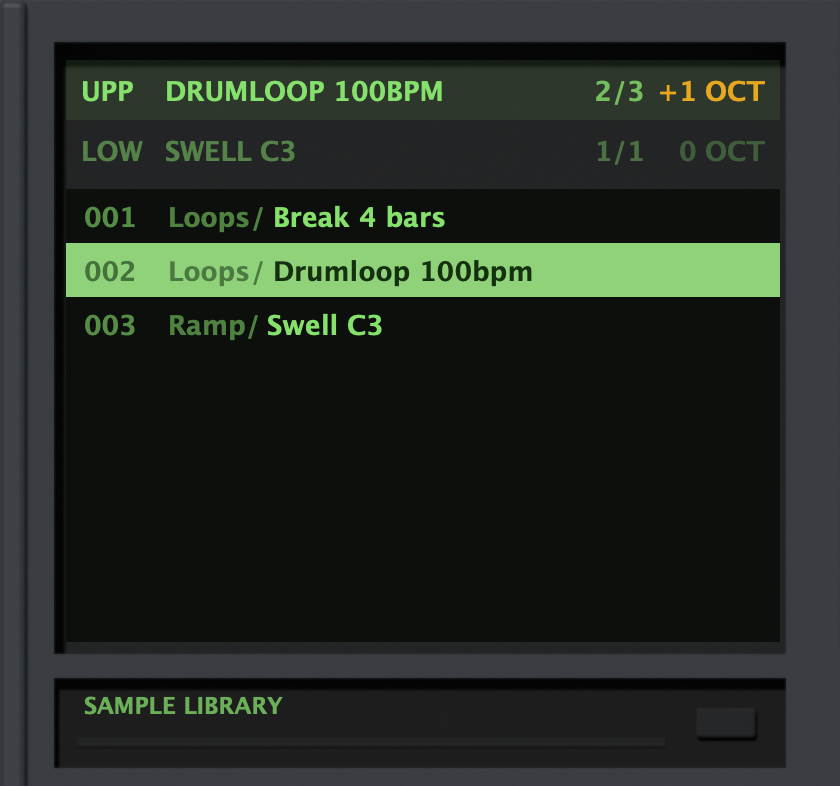 UPP DRUMLOOP 100BPM 2/3 +1 OCT
LOW SWELL C3 1/1 0 OCT
001 Loops/ Break 4 bars
002 Loops/ Drumloop 100bpm
003 Ramp/ Swell C3
SAMPLE LIBRARY